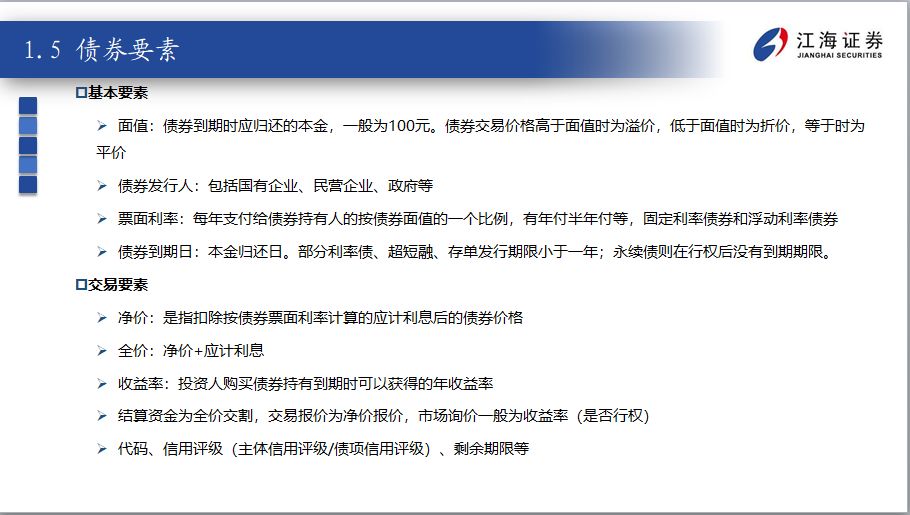 1.5 债券要素
江海证券
JIANGHAI SECURITIES
基本要素
面值：债券到期时应归还的本金，一般为100元。债券交易价格高于面值时为溢价，低于面值时为折价，等于时为
平价
债券发行人：包括国有企业、民营企业、政府等
票面利率：每年支付给债券持有人的按债券面值的一个比例，有年付半年付等，固定利率债券和浮动利率债券
债券到期日：本金归还日。部分利率债、超短融、存单发行期限小于一年；永续债则在行权后没有到期期限。
交易要素
净价：是指扣除按债券票面利率计算的应计利息后的债券价格
全价：净价+应计利息
收益率：投资人购买债券持有到期时可以获得的年收益率
结算资金为全价交割，交易报价为净价报价，市场询价一般为收益率（是否行权）
代码、信用评级（主体信用评级/债项信用评级）、剩余期限等